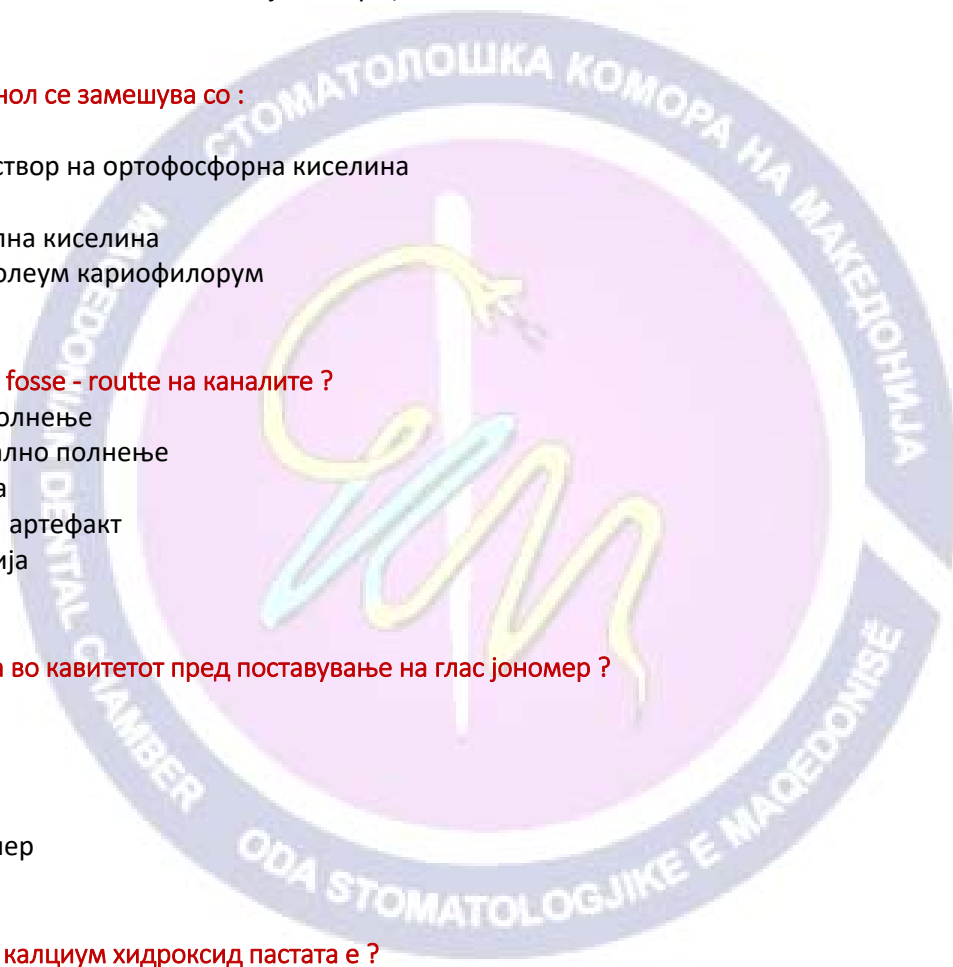 нол се замешува со :
створ на ортофосфорна киселина
лна киселина
олеум кариофилорум
fosse - routte на каналите ?
олнење
ално полнење
а
артефакт
ија
а во кавитетот пред поставување на глас јономер ?
мер
калциум хидроксид пастата е ?
СТОМАТОЛОШКА КОМОРА НА МАКЕДОНИЈА
MACEDONIAN DENTAL CHAMBER
ODA STOMATOLOGJIKE E MAQEDONISË